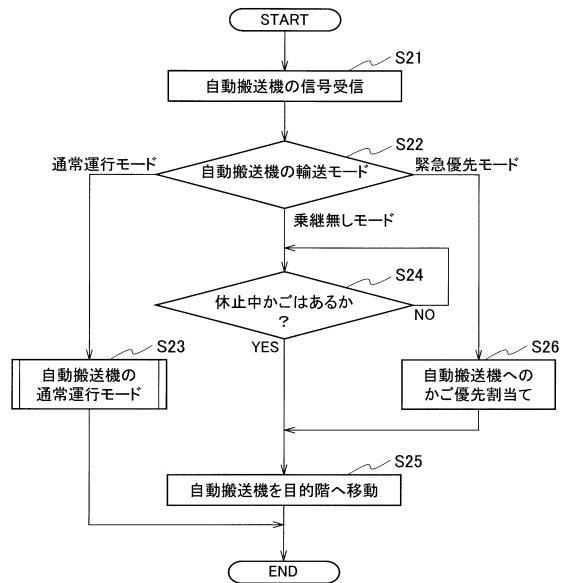 START
S21
自動搬送機の信号受信
S22
通常運行モード
自動搬送機の輸送モード
緊急優先モード
乗継無しモード
S24
休止中かごはあるか
?
NO
YES
S23
自動搬送機の
通常運行モード
S26
自動搬送機への
かご優先割当て
S25
自動搬送機を目的階へ移動
END